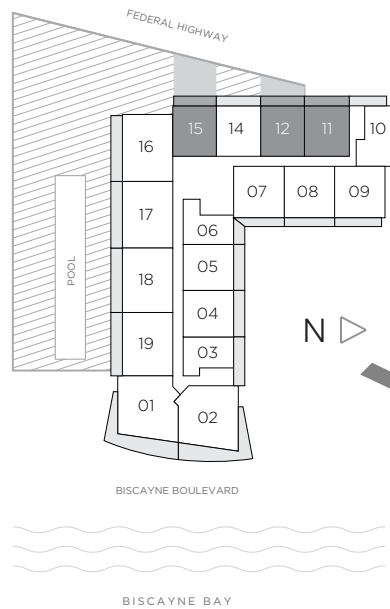 FEDERAL HIGHWAY
15 14 12 11 10
16
07 08 09
17
06
05
POOL
18
04
N
19
03
01
02
BISCAYNE BOULEVARD
BISCAYNE BAY